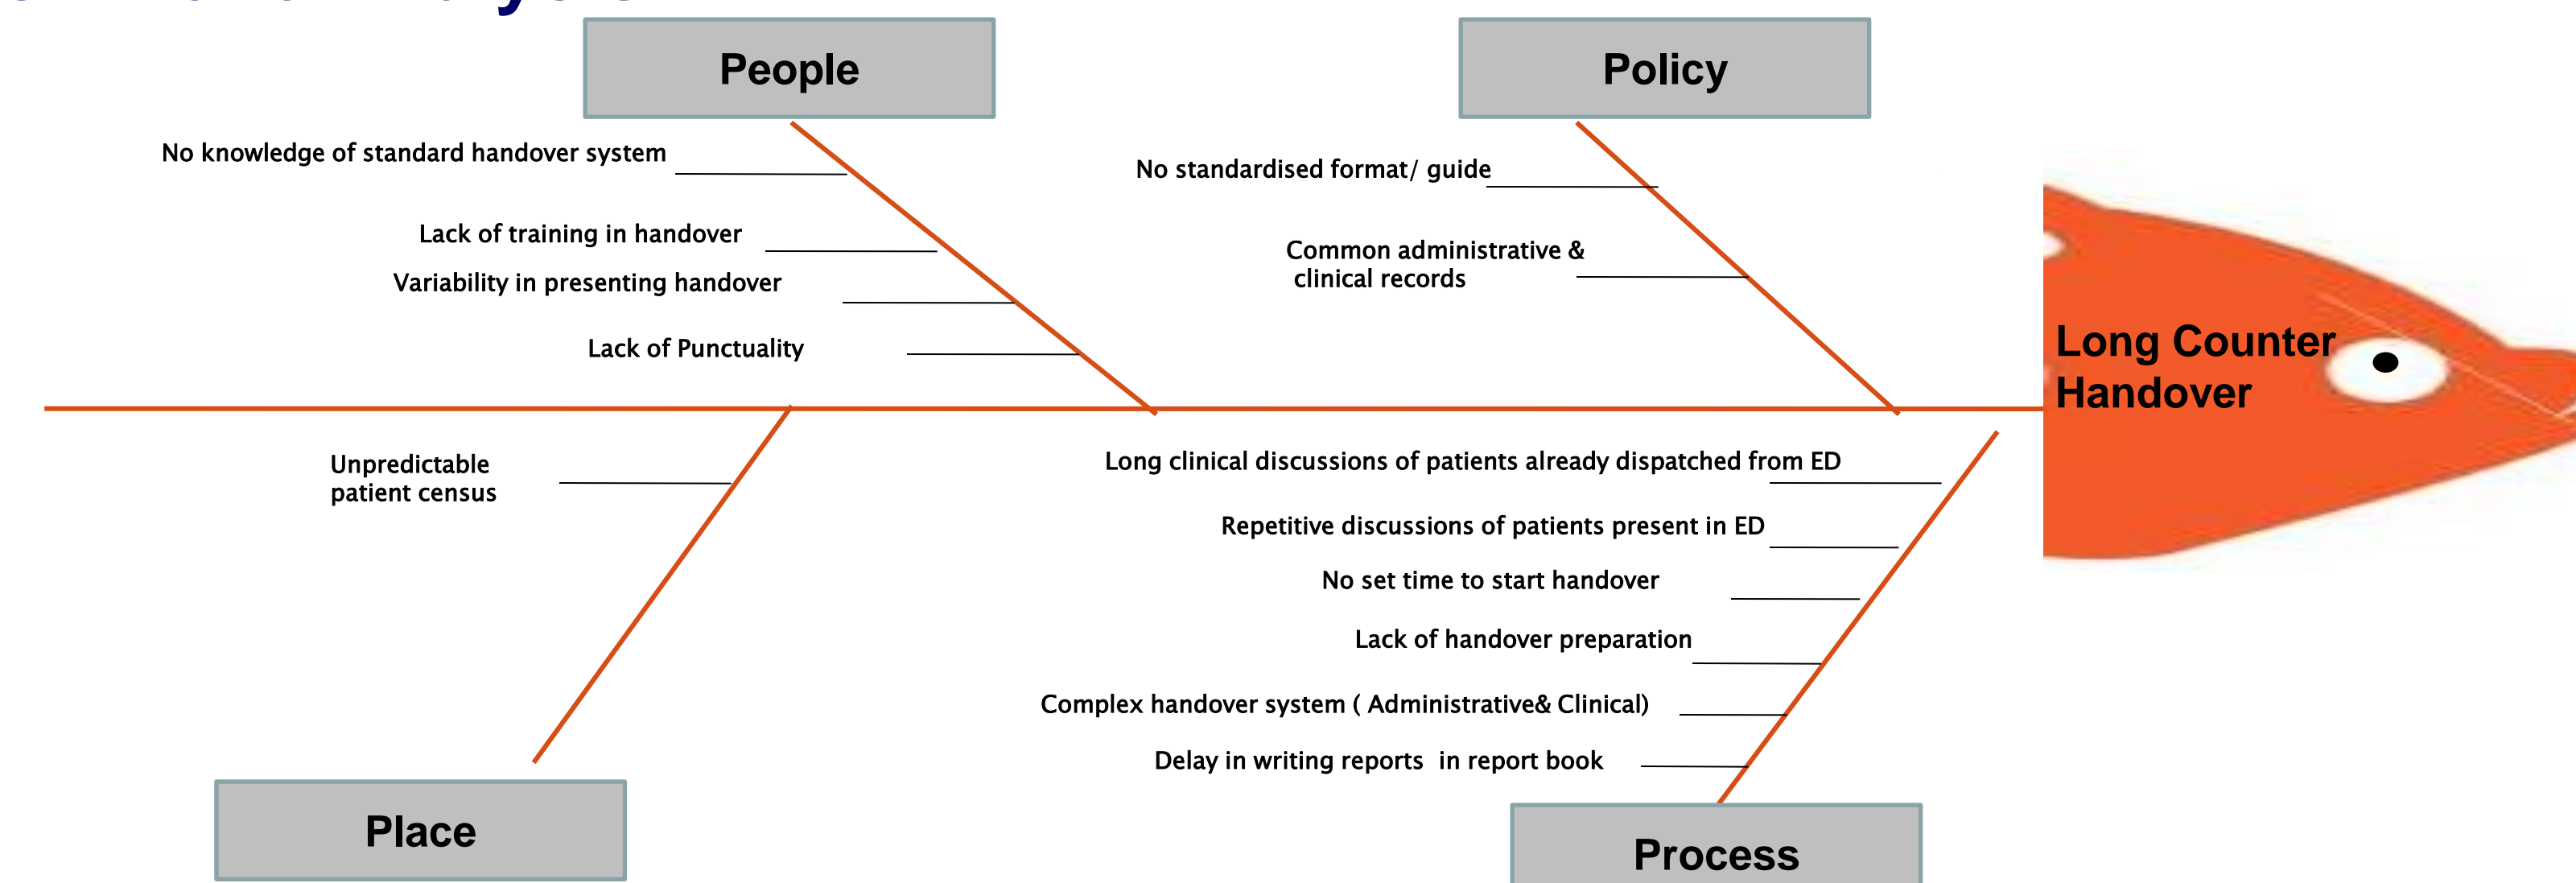 People
Policy
No knowledge of standard handover system
No standardised format/ guide
Lack of training in handover
Common administrative &
clinical records
Variability in presenting handover
Lack of Punctuality
Long Counter
Handover
Unpredictable
patient census
Long clinical discussions of patients already dispatched from ED
Repetitive discussions of patients present in ED
No set time to start handover
Lack of handover preparation
Complex handover system ( Administrative& Clinical)
Delay in writing reports  in report book
Place
Process